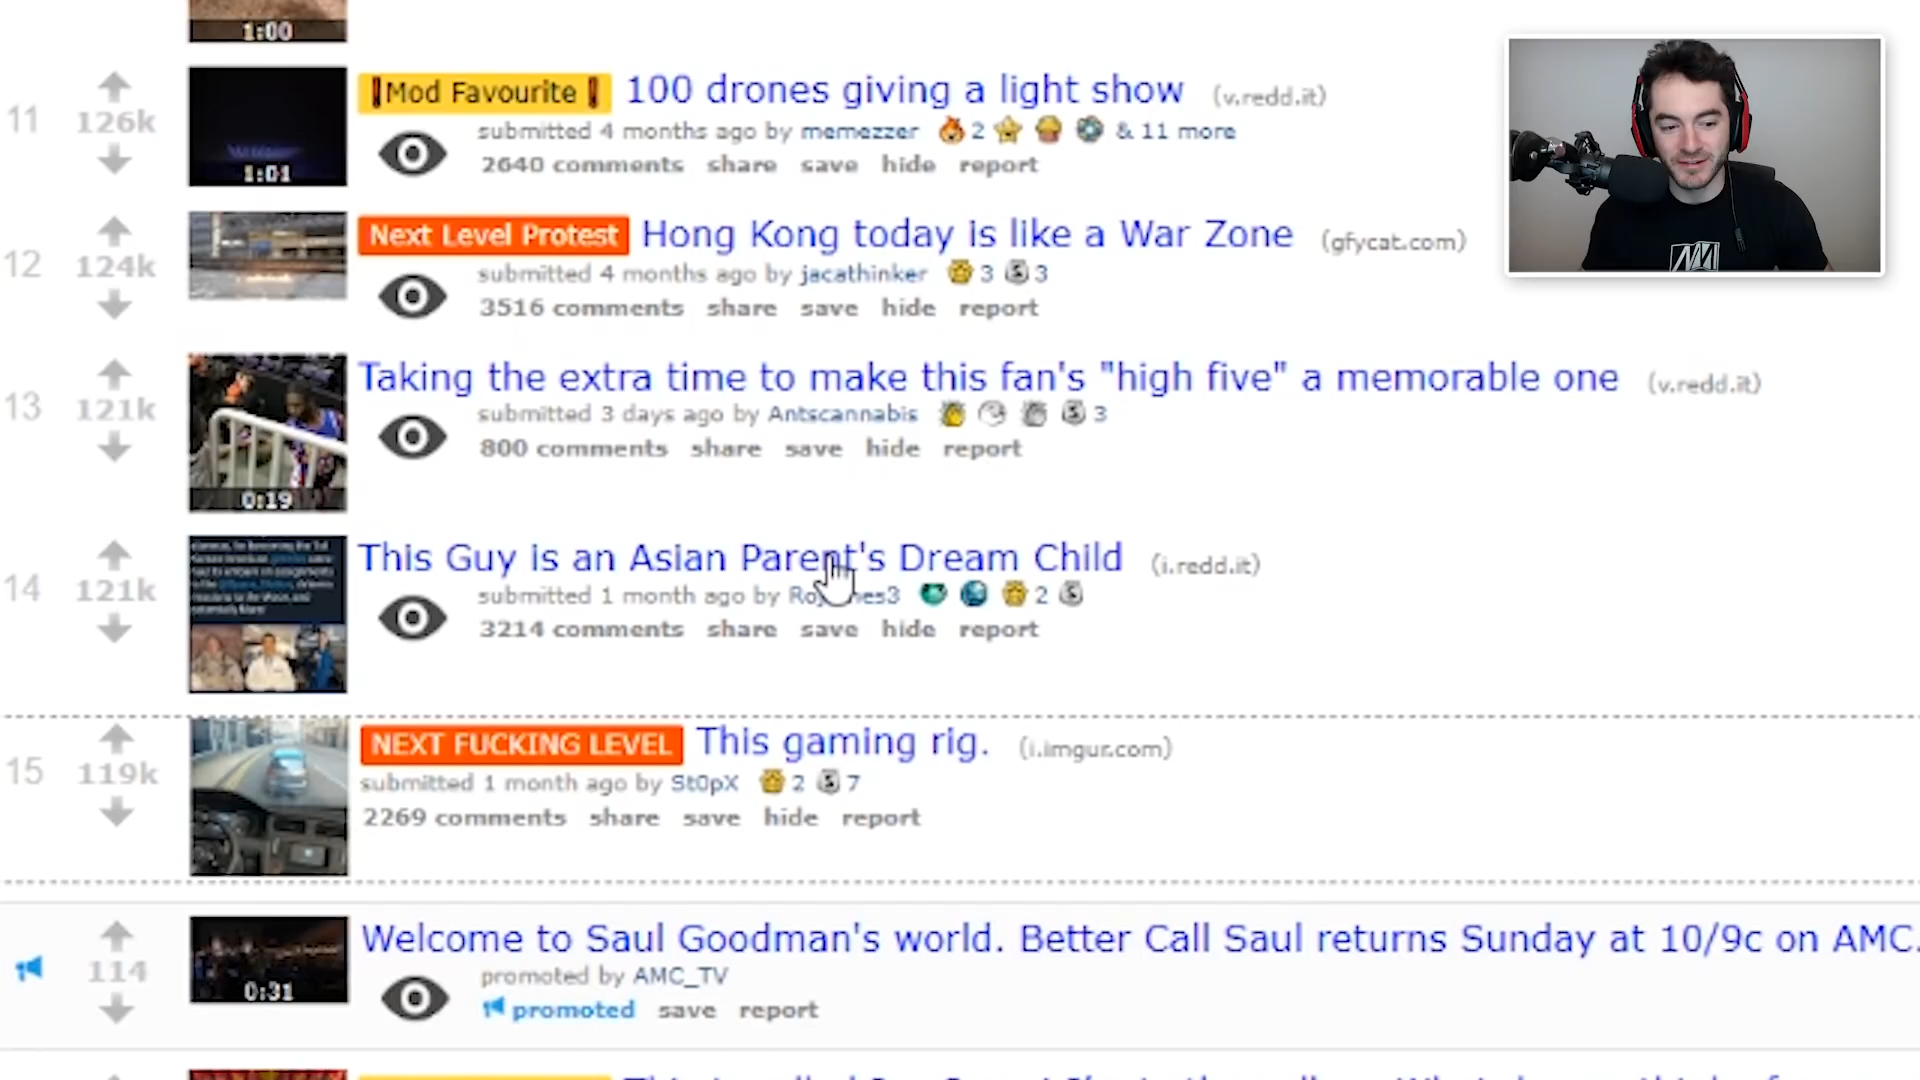 1:00
11
126k
1:01
Mod Favourite
100 drones giving a light show (v.redd.it)
submitted 4 months ago by memezzer 2 & 11 more
2640 comments share save hide report
12
124k
Next Level Protest
Hong Kong today is like a War Zone (gfycat.com)
submitted 4 months ago by jacathinker 3 3
3516 comments share save hide report
13
121k
0:19
Taking the extra time to make this fan's "high five" a memorable one (v.redd.it)
submitted 3 days ago by Antscannabis 3
800 comments share save hide report
14
121k
This Guy is an Asian Parent's Dream Child (i.redd.it)
submitted 1 month ago by 2
3214 comments share save hide report
15
119k
NEXT FUCKING LEVEL This gaming rig. (i.imgur.com)
submitted 1 month ago by St0pX 2 7
2269 comments share save hide report
114
0:31
Welcome to Saul Goodman's world. Better Call Saul returns Sunday at 10/9c on AMC.
promoted by AMC_TV
promoted save report